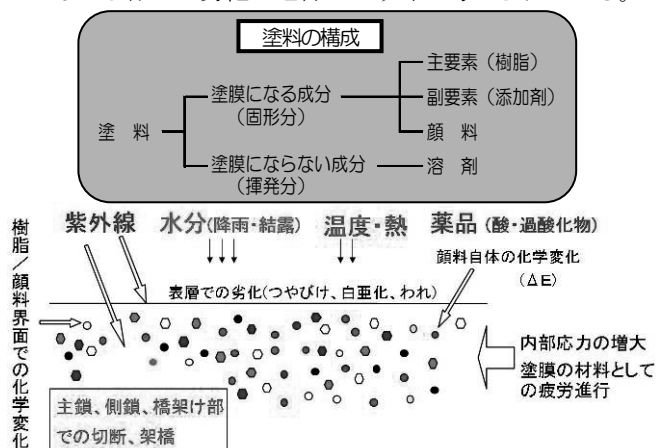 塗料の構成
塗　料
塗膜になる成分
（固形分）
主要素（樹脂）
副要素（添加剤）
顔　料
塗膜にならない成分
（揮発分）
溶　剤
紫外線
水分(降雨・結露)
温度・熱
薬品（酸・過酸化物）
樹脂／顔料界面での化学変化
顔料自体の化学変化
（ΔE）
表層での劣化(つやびけ、白亜化、われ)
内部応力の増大
塗膜の材料として
の疲労進行
主鎖、側鎖、橋架け部
での切断、架橋